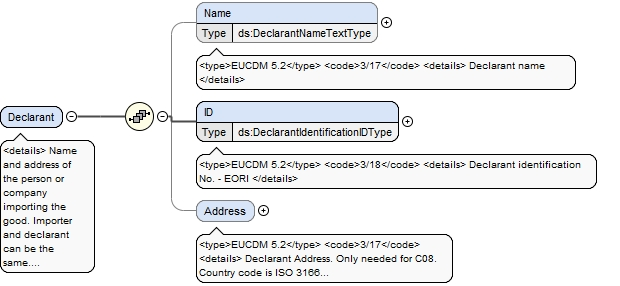 Name
Type ds:DeclarantNameTextType
<type>EUCDM 5.2</type> <code>3/17</code> <details> Declarant name
</details>
ID
Type ds:DeclarantIdentificationIDType
<type>EUCDM 5.2</type> <code>3/18</code> <details> Declarant identification
No. - EORI </details>
Declarant
<details> Name
and address of
the person or
company
importing the
good. Importer
and declarant
can be the
same....
Address
<type>EUCDM 5.2</type> <code>3/17</code>
<details> Declarant Address. Only needed for C08.
Country code is ISO 3166...